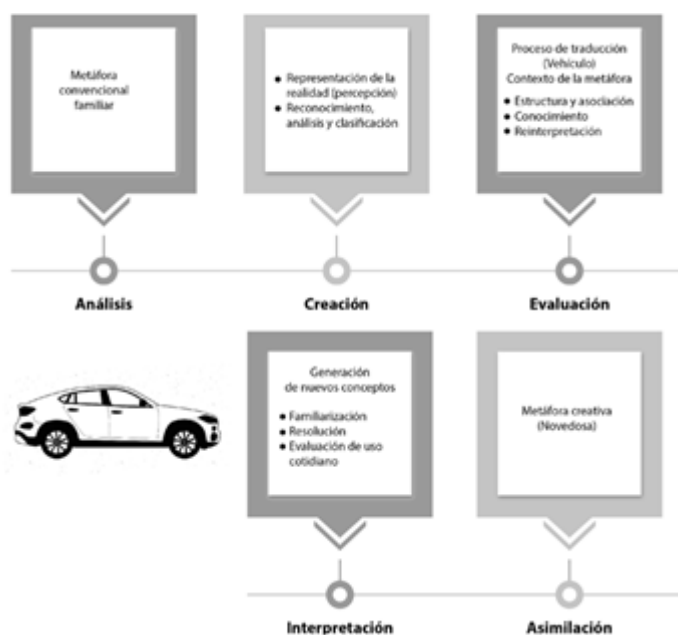 Metáfora
convencional
familiar
Análisis
● Representación de la
realidad (percepción)
● Reconocimiento,
análisis y clasificación
Creación
Proceso de traducción
(Vehículo)
Contexto de la metáfora
● Estructura y asociación
● Conocimiento
● Reinterpretación
Evaluación
Generación
de nuevos conceptos
● Familiarización
● Resolución
● Evaluación de uso
cotidiano
Interpretación
Metáfora creativa
(Novedosa)
Asimilación